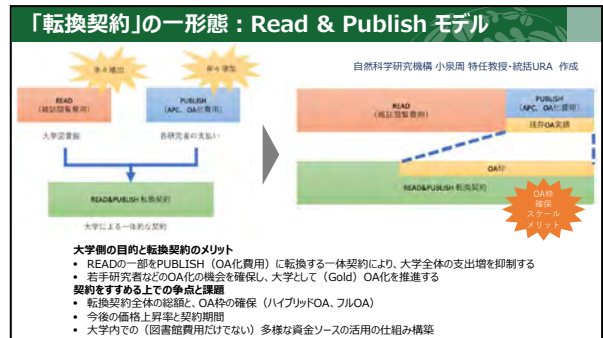 「転換契約」の一形態：Read & Publish モデル
自然科学研究機構 小泉周 特任教授・統括URA 作成
年々増加
年々増加
READ
（雑誌閲覧費用）
PUBLISH
（APC、OA化費用）
大学図書館
各研究者の支払い
READ&PUBLISH 転換契約
大学による一体的な契約
READ
（雑誌閲覧費用）
PUBLISH
（APC、OA化費用）
既存OA実績
OA枠
READ&PUBLISH 転換契約
OA枠
確保
スケール
メリット
大学側の目的と転換契約のメリット
• READの一部をPUBLISH（OA化費用）に転換する一体契約により、大学全体の支出増を抑制する
• 若手研究者などのOA化の機会を確保し、大学として（Gold）OA化を推進する
契約をすすめる上での争点と課題
• 転換契約全体の総額と、OA枠の確保（ハイブリッドOA、フルOA）
• 今後の価格上昇率と契約期間
• 大学内での（図書館費用だけでない）多様な資金ソースの活用の仕組み構築